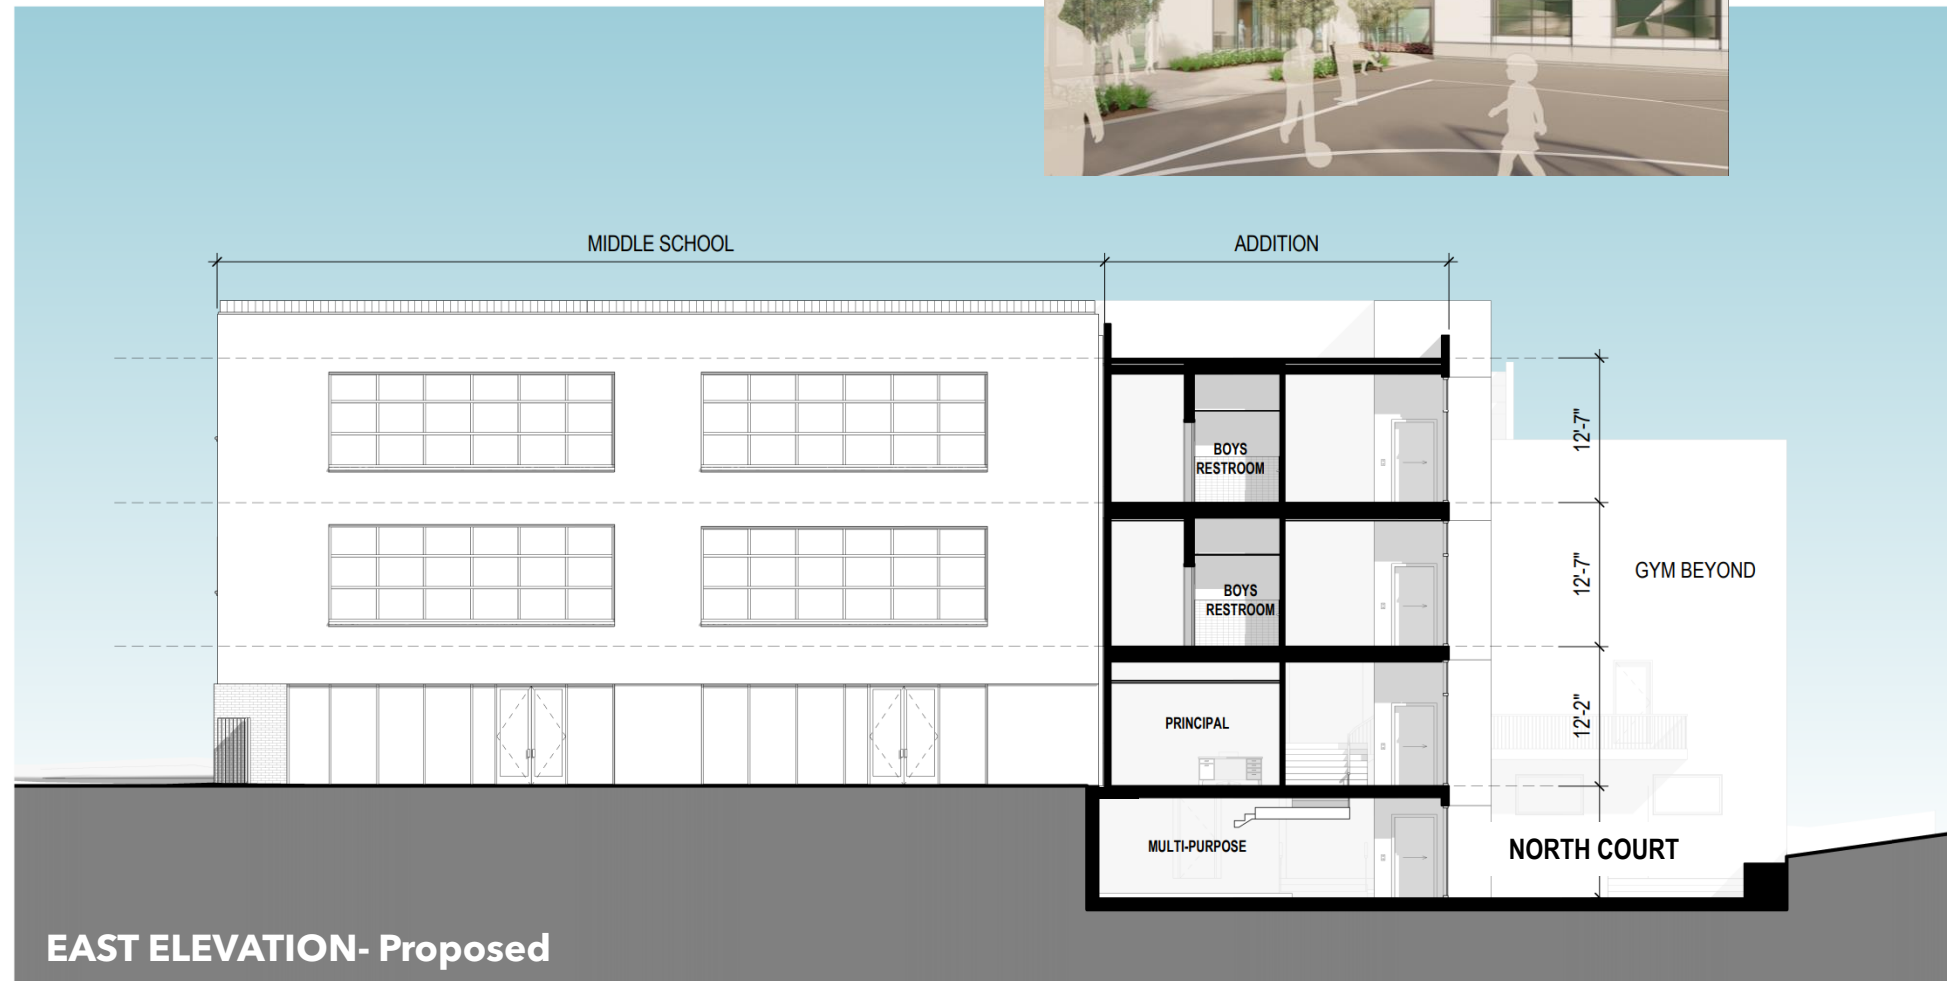 MIDDLE SCHOOL
ADDITION
BOYS
RESTROOM
12'-7"
BOYS
RESTROOM
12'-7"
GYM BEYOND
PRINCIPAL
12'-2"
MULTI-PURPOSE
NORTH COURT
EAST ELEVATION- Proposed